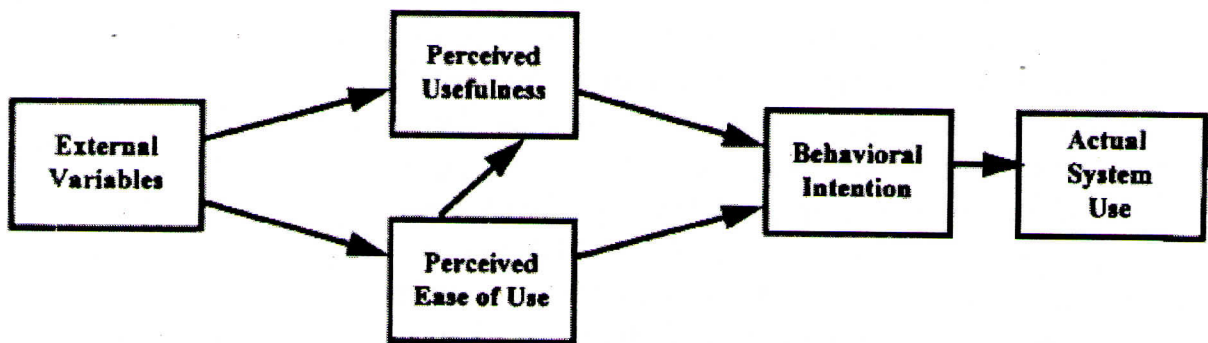 External
Variables
Perceived
Usefulness
Perceived
Ease of Use
Behavioral
Intention
Actual
System
Use